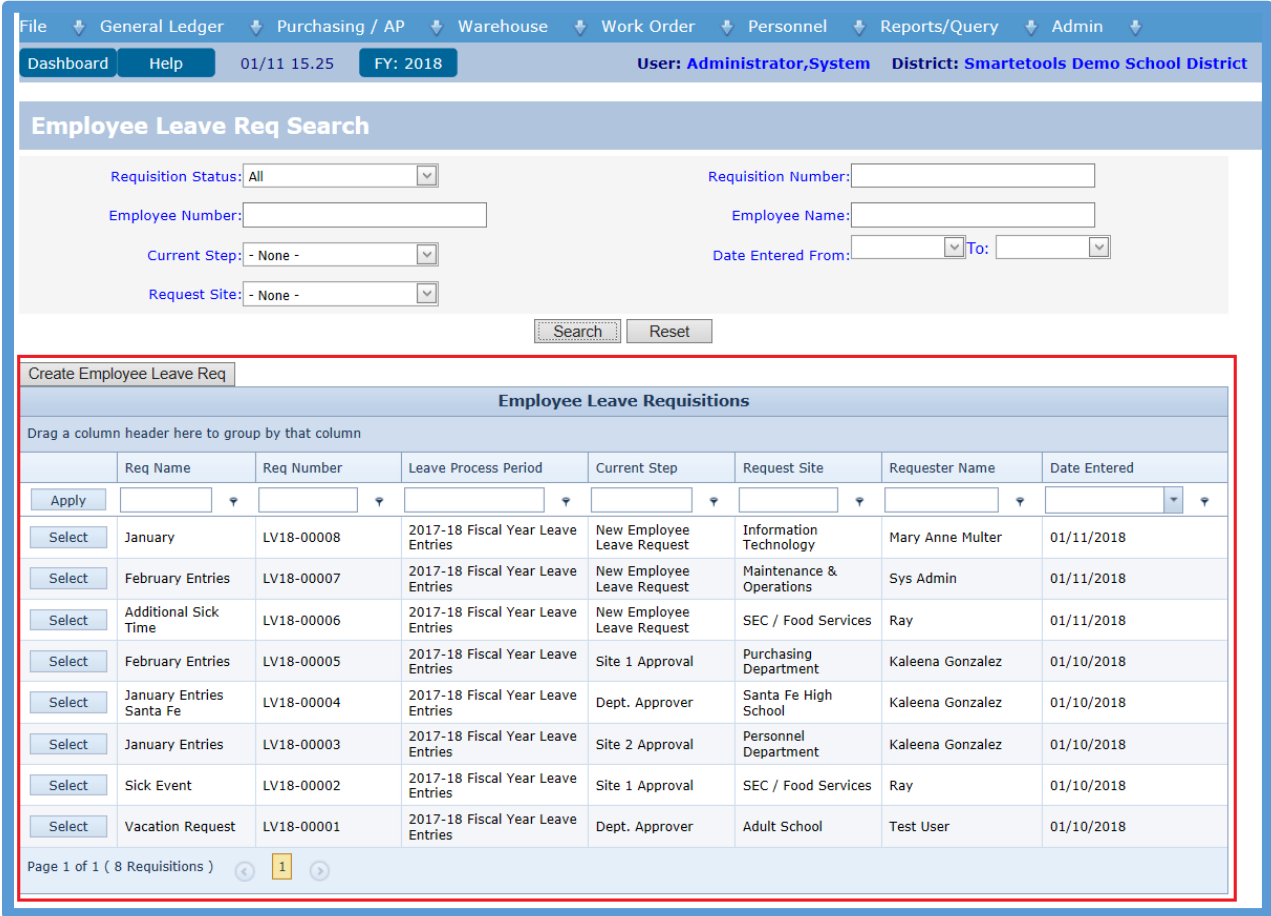 File General Ledger Purchasing / AP Warehouse Work Order Personnel Reports/Query Admin
Dashboard Help 01/11 15.25 FY: 2018 User: Administrator,System District: Smartetools Demo School District
Employee Leave Req Search
Requisition Status: All Requisition Number:
Employee Number: Employee Name:
Current Step: - None - Date Entered From: To:
Request Site: - None -
Search Reset
Create Employee Leave Req
Employee Leave Requisitions
Drag a column header here to group by that column
Req Name Req Number Leave Process Period Current Step Request Site Requester Name Date Entered
Apply
Select January LV18-00008 2017-18 Fiscal Year Leave Entries New Employee Leave Request Information Technology Mary Anne Multer 01/11/2018
Select February Entries LV18-00007 2017-18 Fiscal Year Leave Entries New Employee Leave Request Maintenance & Operations Sys Admin 01/11/2018
Select Additional Sick Time LV18-00006 2017-18 Fiscal Year Leave Entries New Employee Leave Request SEC / Food Services Ray 01/11/2018
Select February Entries LV18-00005 2017-18 Fiscal Year Leave Entries Site 1 Approval Purchasing Department Kaleena Gonzalez 01/10/2018
Select January Entries Santa Fe LV18-00004 2017-18 Fiscal Year Leave Entries Dept. Approver Santa Fe High School Kaleena Gonzalez 01/10/2018
Select January Entries LV18-00003 2017-18 Fiscal Year Leave Entries Site 2 Approval Personnel Department Kaleena Gonzalez 01/10/2018
Select Sick Event LV18-00002 2017-18 Fiscal Year Leave Entries Site 1 Approval SEC / Food Services Ray 01/10/2018
Select Vacation Request LV18-00001 2017-18 Fiscal Year Leave Entries Dept. Approver Adult School Test User 01/10/2018
Page 1 of 1 ( 8 Requisitions ) 1